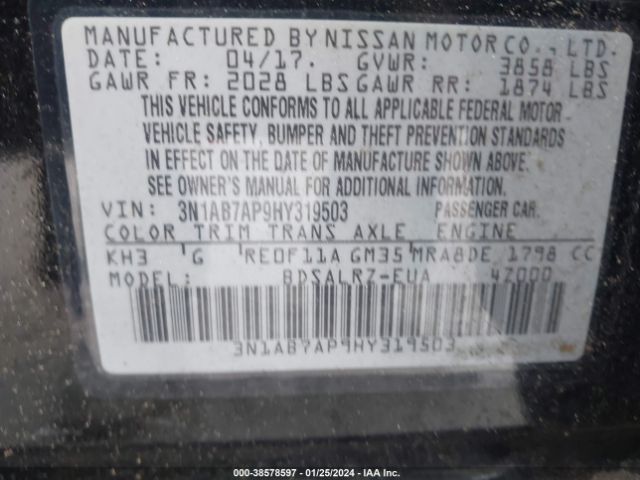 MANUFACTURED BY NISSAN MOTOR CO., LTD.
DATE: 04/17. GVWR: 3858 LBS
GAWR FR: 2028 LBS GAWR RR: 1874 LBS
THIS VEHICLE CONFORMS TO ALL APPLICABLE FEDERAL MOTOR
VEHICLE SAFETY, BUMPER AND THEFT PREVENTION STANDARDS
IN EFFECT ON THE DATE OF MANUFACTURE SHOWN ABOVE.
SEE OWNER'S MANUAL FOR ADDITIONAL INFORMATION.
VIN: 3N1AB7AP9HY319503 PASSENGER CAR.
COLOR TRIM TRANS AXLE ENGINE
KH3 G RE0F11A GM35 MRA8DE 1798 CC
MODEL: BDSALRZ-EUA 4Z000
3N1AB7AP9HY319503
000-38578597 - 01/25/2024 - IAA Inc.